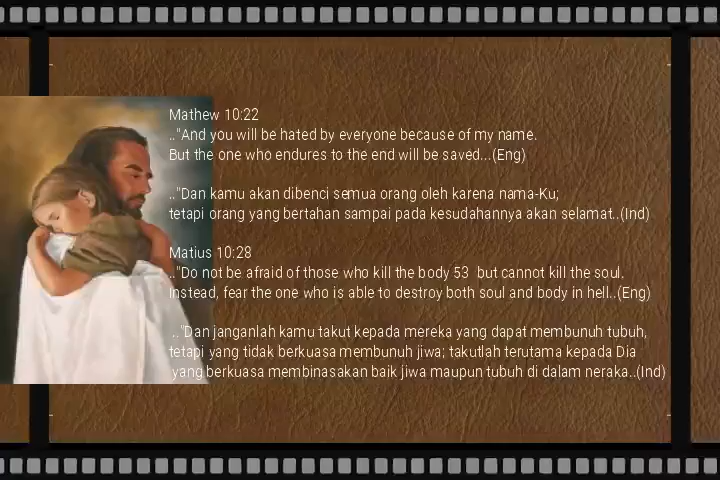 Mathew 10:22
.."And you will be hated by everyone because of my name.
But the one who endures to the end will be saved...(Eng)
.."Dan kamu akan dibenci semua orang oleh karena nama-Ku;
tetapi orang yang bertahan sampai pada kesudahannya akan selamat..(Ind)
Matius 10:28
.."Do not be afraid of those who kill the body 53 but cannot kill the soul.
Instead, fear the one who is able to destroy both soul and body in hell..(Eng)
.."Dan janganlah kamu takut kepada mereka yang dapat membunuh tubuh,
tetapi yang tidak berkuasa membunuh jiwa; takutlah terutama kepada Dia
yang berkuasa membinasakan baik jiwa maupun tubuh di dalam neraka..(Ind)